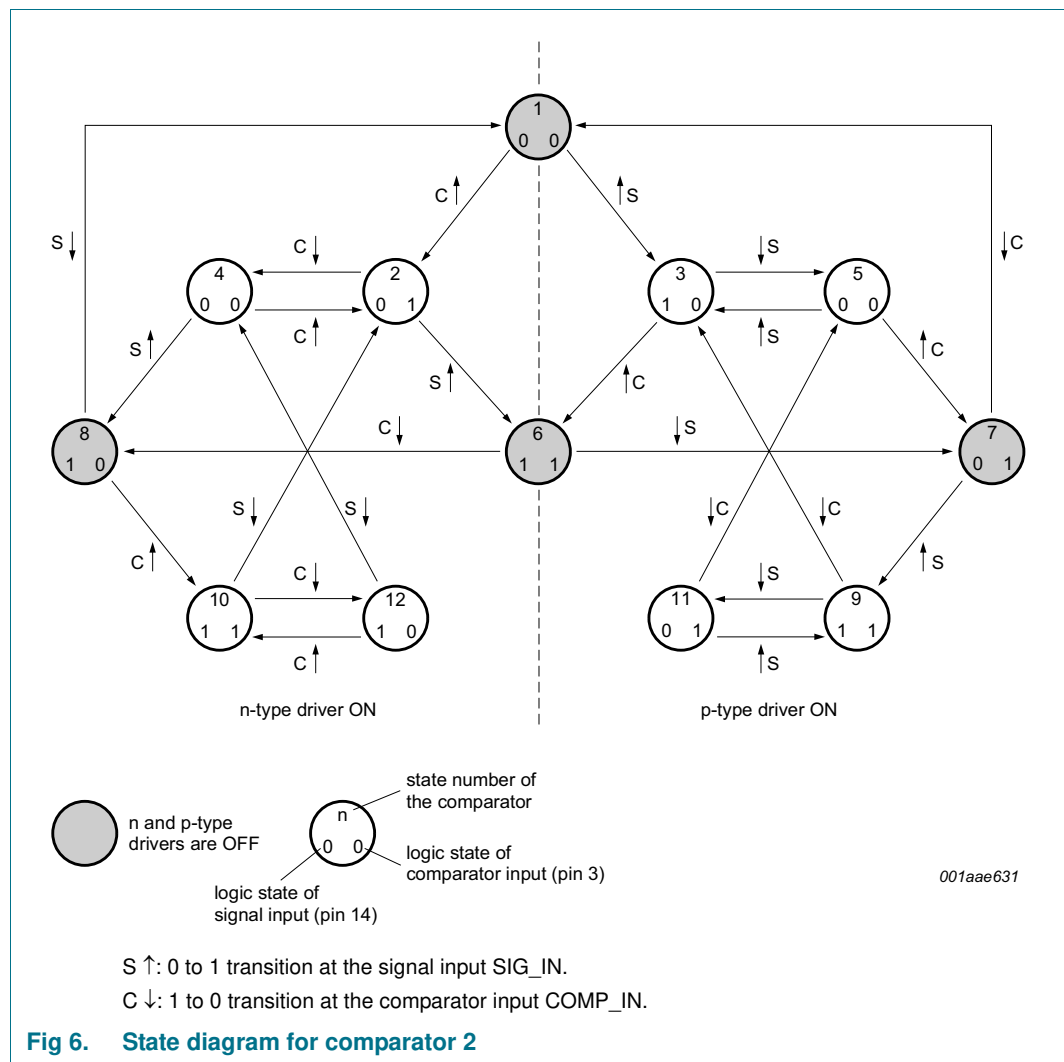 1
0 0
C ↑
↑ S
S ↓
↓ C
C ↓
↓ S
4
0 0
2
0 1
3
1 0
5
0 0
C ↑
↑ S
S ↑
S ↑
↑ C
↑ C
8
1 0
C ↓
6
1 1
↓ S
7
0 1
S ↓
S ↓
↓ C
↓ C
C ↑
C ↓
↓ S
↑ S
10
1 1
12
1 0
11
0 1
9
1 1
C ↑
↑ S
n-type driver ON
p-type driver ON
n and p-type
drivers are OFF
state number of
the comparator
n
0 0
logic state of
comparator input (pin 3)
logic state of
signal input (pin 14)
001aae631
S ↑: 0 to 1 transition at the signal input SIG_IN.
C ↓: 1 to 0 transition at the comparator input COMP_IN.
Fig 6. State diagram for comparator 2